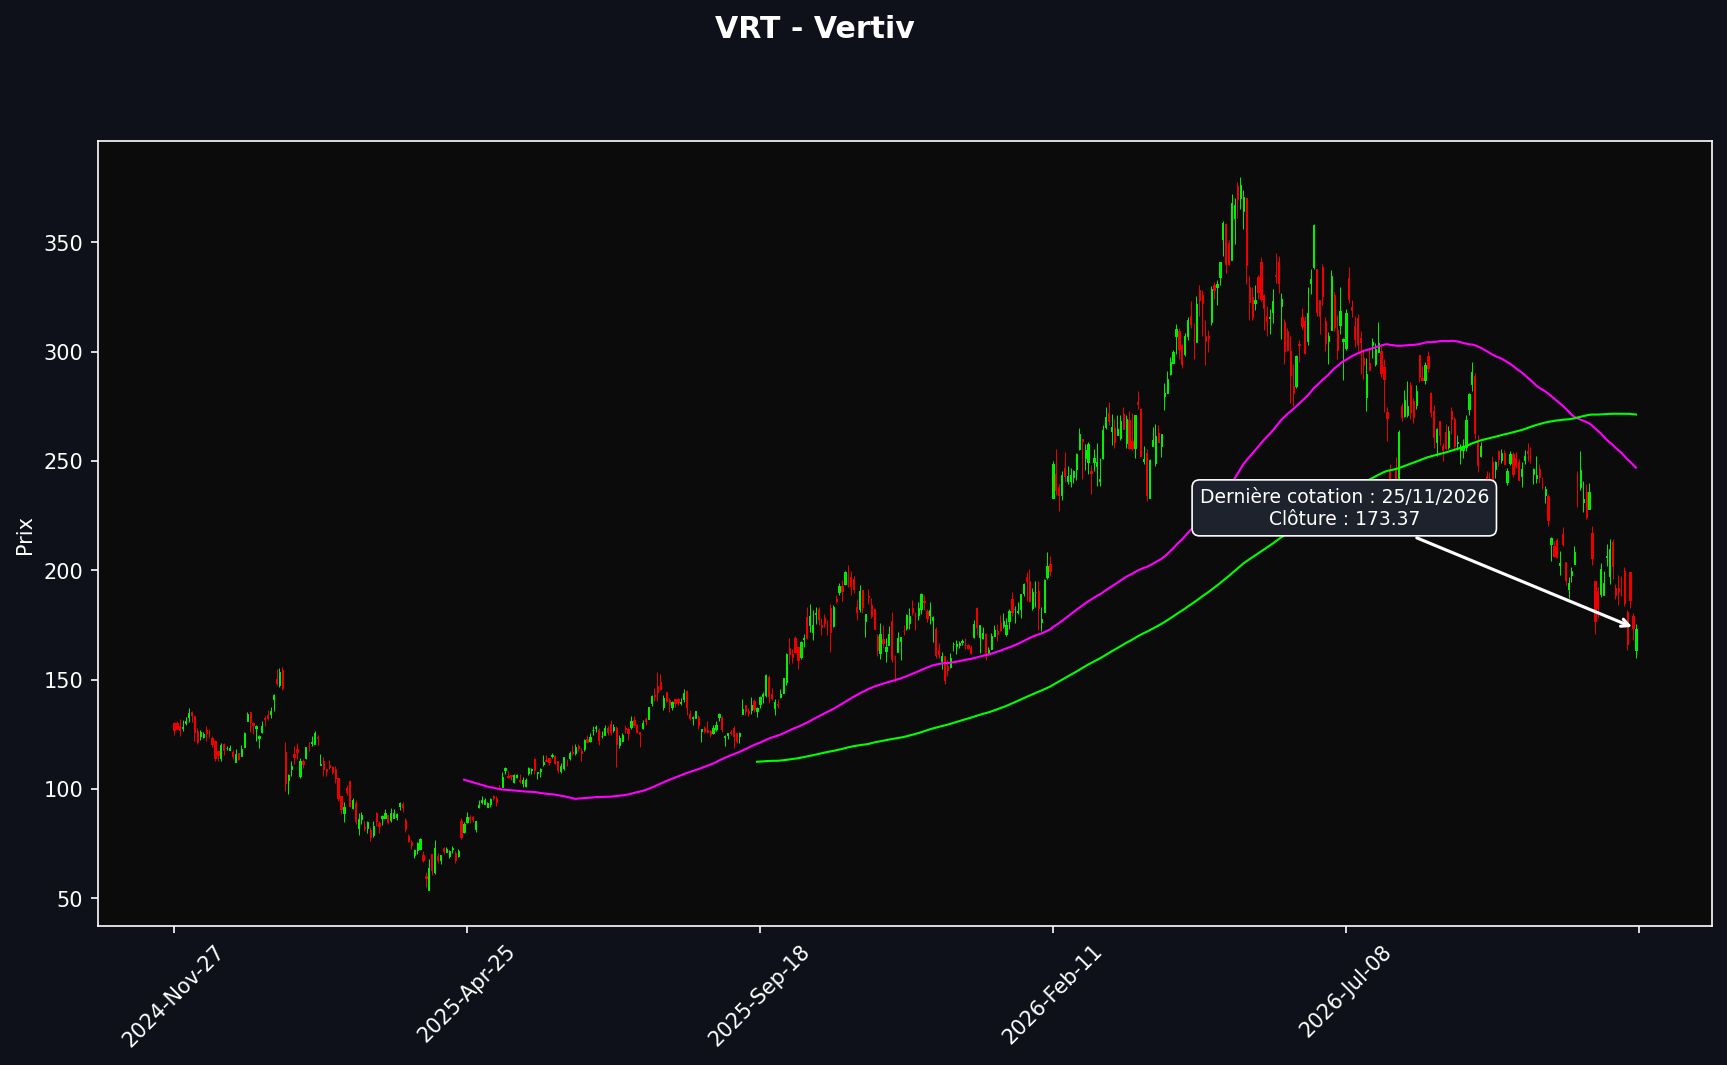 VRT - Vertiv
Prix
350
300
250
200
150
100
50
Dernière cotation : 25/11/2026
Clôture : 173.37
2024-Nov-27
2025-Apr-25
2025-Sep-18
2026-Feb-11
2026-Jul-08